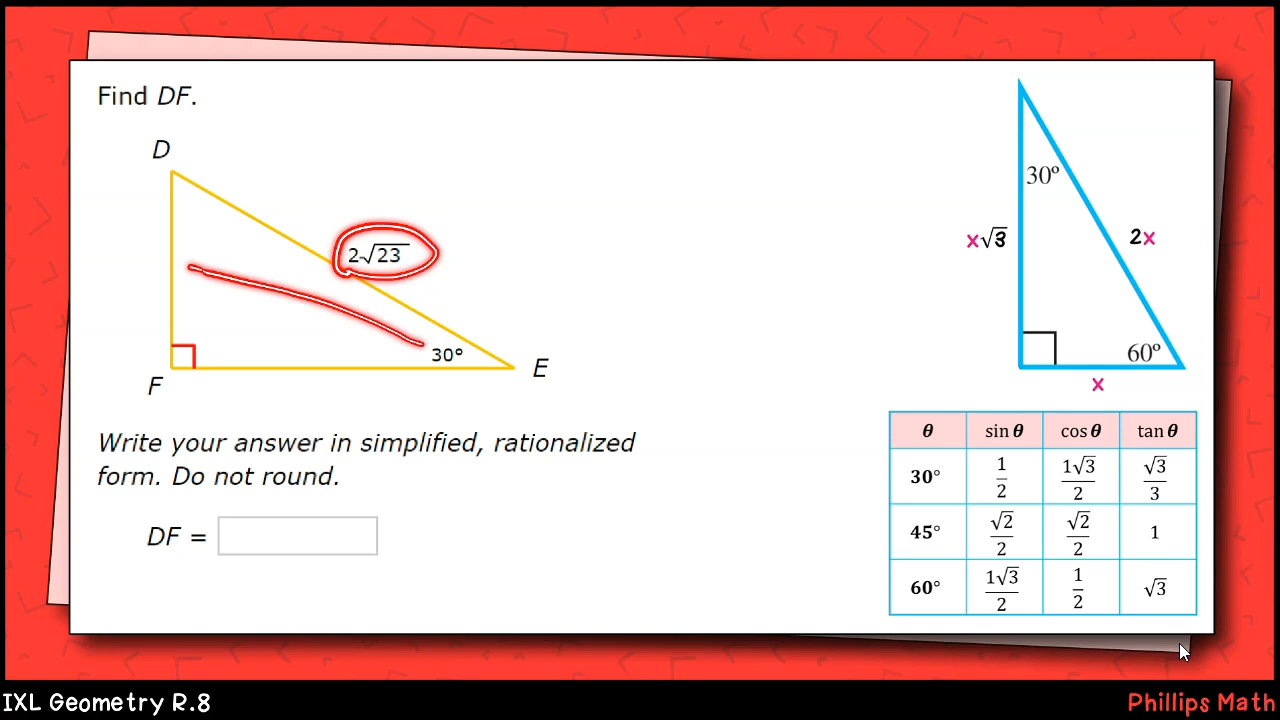 Find DF.
D
2√23
30°
E
F
Write your answer in simplified, rationalized
form. Do not round.
DF =
30º
x√3
2x
60º
x
θ sin θ cos θ tan θ
30° 1/2 1√3/2 √3/3
45° √2/2 √2/2 1
60° 1√3/2 1/2 √3
IXL Geometry R.8
Phillips Math